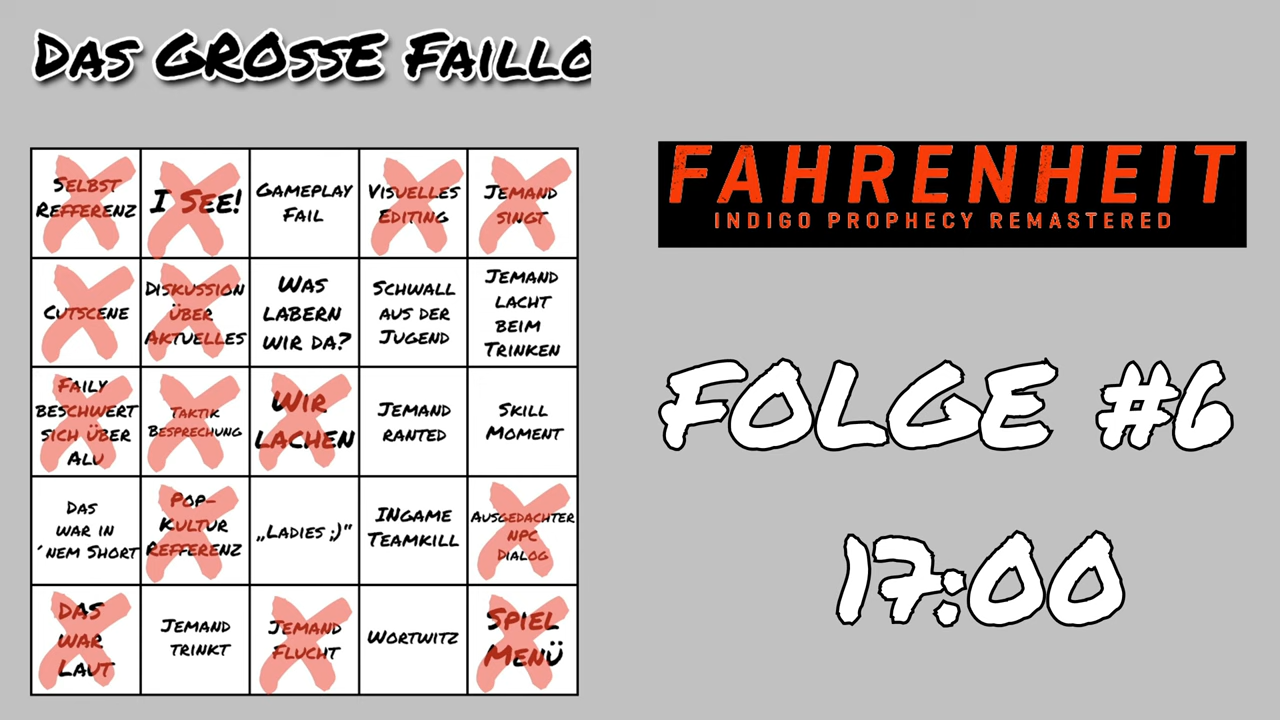 DAS GROSSE FAILLO
SELBST
REFFERENZ
I SEE!
GAMEPLAY
FAIL
VISUELLES
EDITING
JEMAND
SINGT
CUTSCENE
DISKUSSION
ÜBER
AKTUELLES
WAS
LABERN
WIR DA?
SCHWALL
AUS DER
JUGEND
JEMAND
LACHT
BEIM
TRINKEN
FAILY
BESCHWERT
SICH ÜBER
ALU
TAKTIK
BESPRECHUNG
WIR
LACHEN
JEMAND
RANTED
SKILL
MOMENT
DAS
WAR IN
´NEM SHORT
POP-
KULTUR
REFFERENZ
„LADIES ;)"
INGAME
TEAMKILL
AUSGEDACHTER
NPC
DIALOG
DAS
WAR
LAUT
JEMAND
TRINKT
JEMAND
FLUCHT
WORTWITZ
SPIEL
MENÜ
FAHRENHEIT
INDIGO PROPHECY REMASTERED
FOLGE #6
17:00